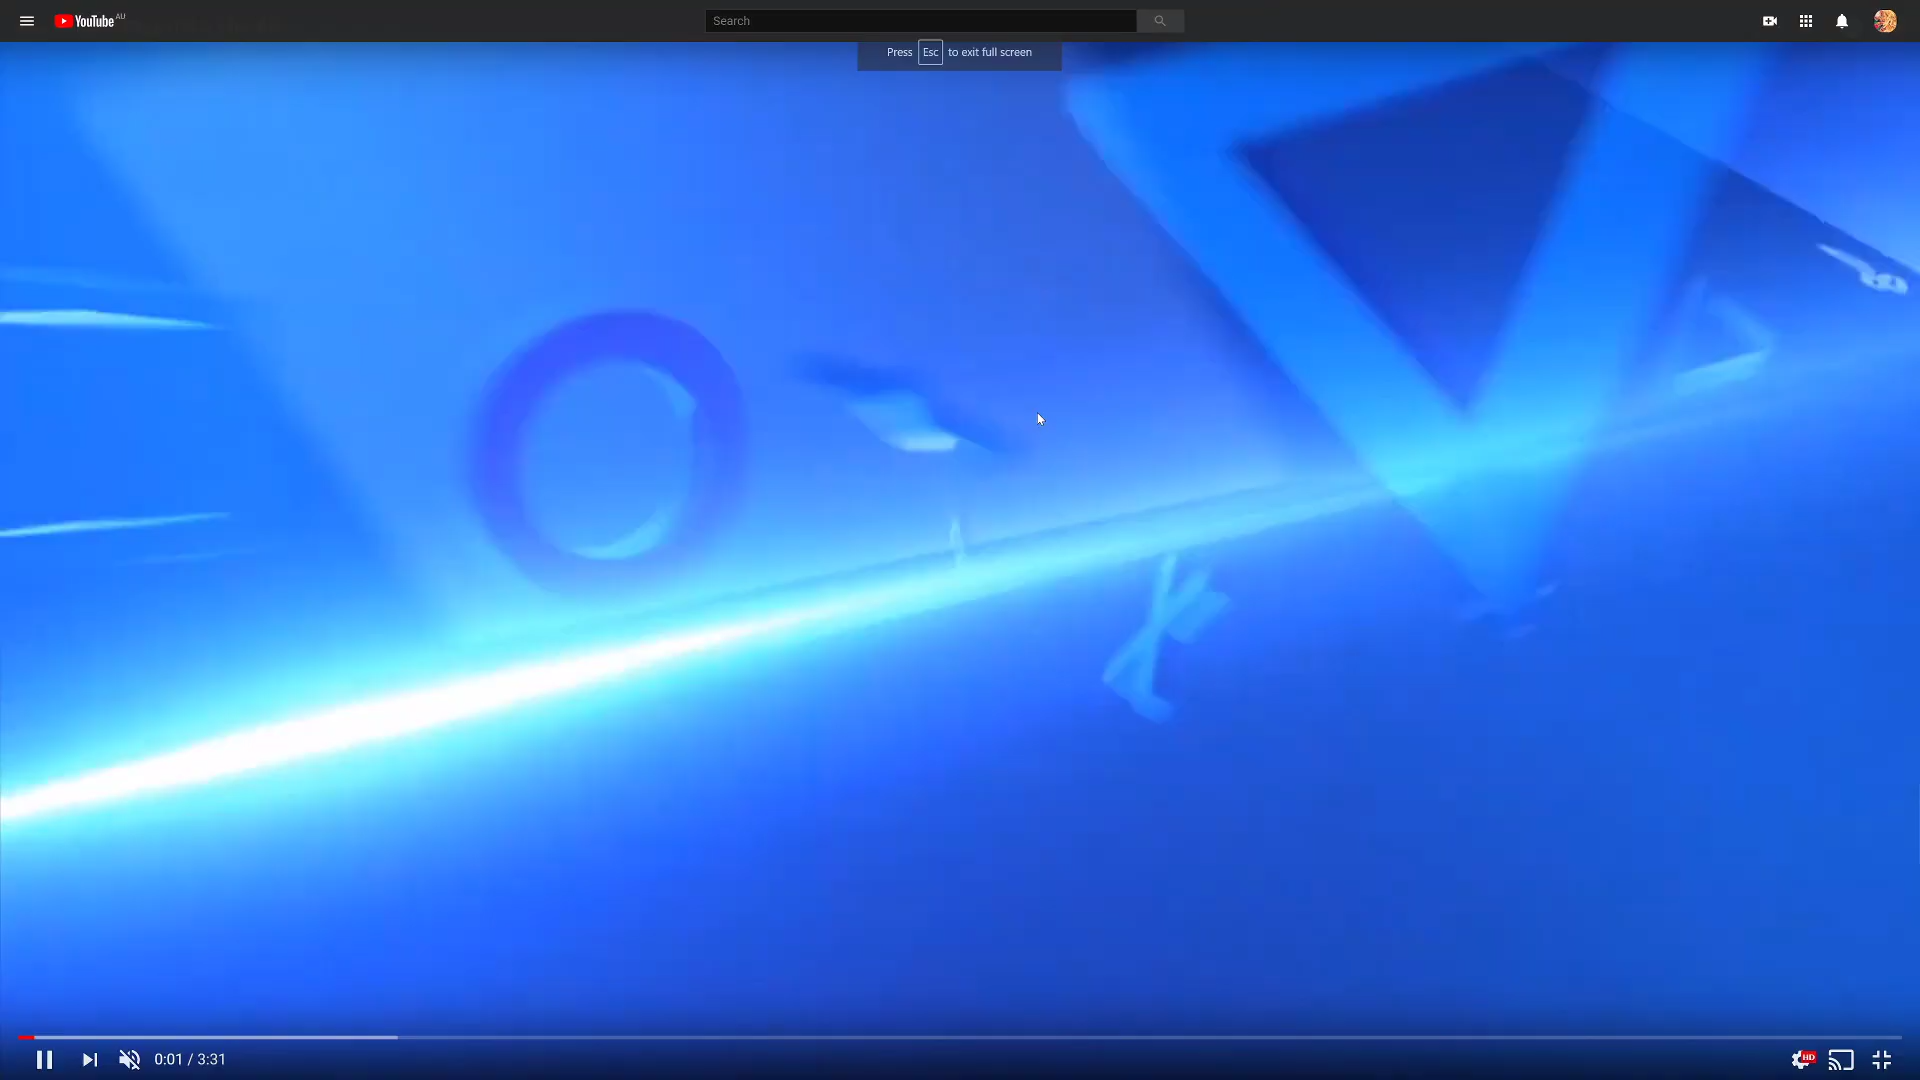 YouTube AU
Search
Press Esc to exit full screen
0:01 / 3:31
HD